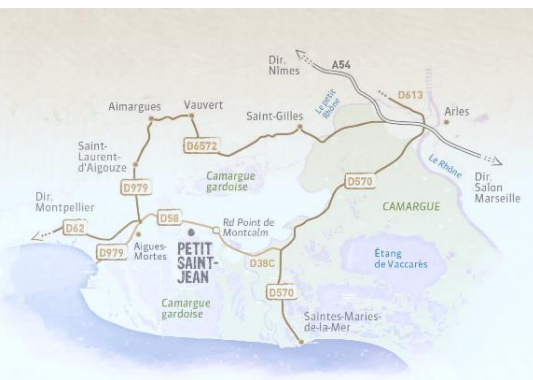 Dir.
Nîmes
A54
D613
Le petit
Rhône
Aimargues
Vauvert
Saint-Gilles
Arles
D6572
Saint-
Laurent-
d'Aigouze
Le Rhône
Dir.
Salon
Marseille
D979
Camargue
gardoise
D570
CAMARGUE
Dir.
Montpellier
D62
D58
Rd Point de
Montcalm
D979
Aigues-
Mortes
PETIT
SAINT-
JEAN
D38C
Étang
de Vaccarès
D570
Camargue
gardoise
Saintes-Maries-
de-la-Mer